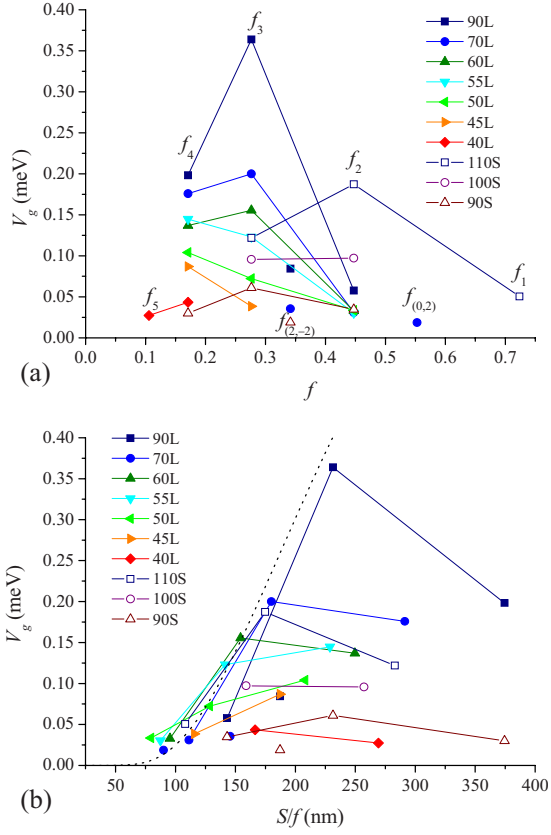 0.40
0.35
0.30
0.25
0.20
0.15
0.10
0.05
0.00
V_g (meV)
f_3
f_4
f_2
f_1
f_5
f_(2,−2)
f_(0,2)
90L
70L
60L
55L
50L
45L
40L
110S
100S
90S
0.0 0.1 0.2 0.3 0.4 0.5 0.6 0.7
(a)
f
0.40
0.35
0.30
0.25
0.20
0.15
0.10
0.05
0.00
V_g (meV)
90L
70L
60L
55L
50L
45L
40L
110S
100S
90S
0 50 100 150 200 250 300 350 400
(b)
S/f (nm)